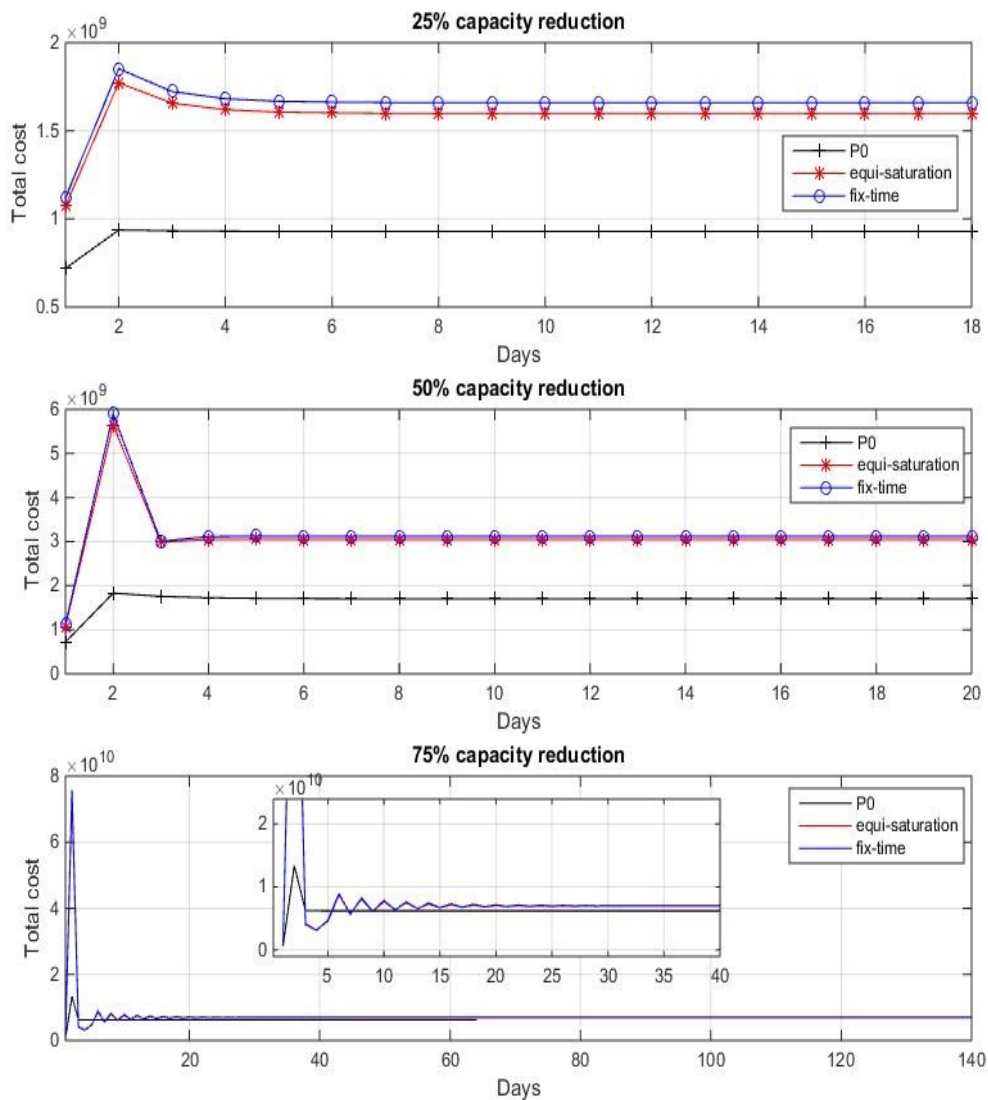 25% capacity reduction
×10^9
2
1.5
1
0.5
Total cost
P0
equi-saturation
fix-time
2 4 6 8 10 12 14 16 18
Days
50% capacity reduction
×10^9
6
5
4
3
2
1
0
Total cost
P0
equi-saturation
fix-time
2 4 6 8 10 12 14 16 18 20
Days
75% capacity reduction
×10^10
8
6
4
2
0
Total cost
×10^10
2
1
0
5 10 15 20 25 30 35 40
P0
equi-saturation
fix-time
20 40 60 80 100 120 140
Days